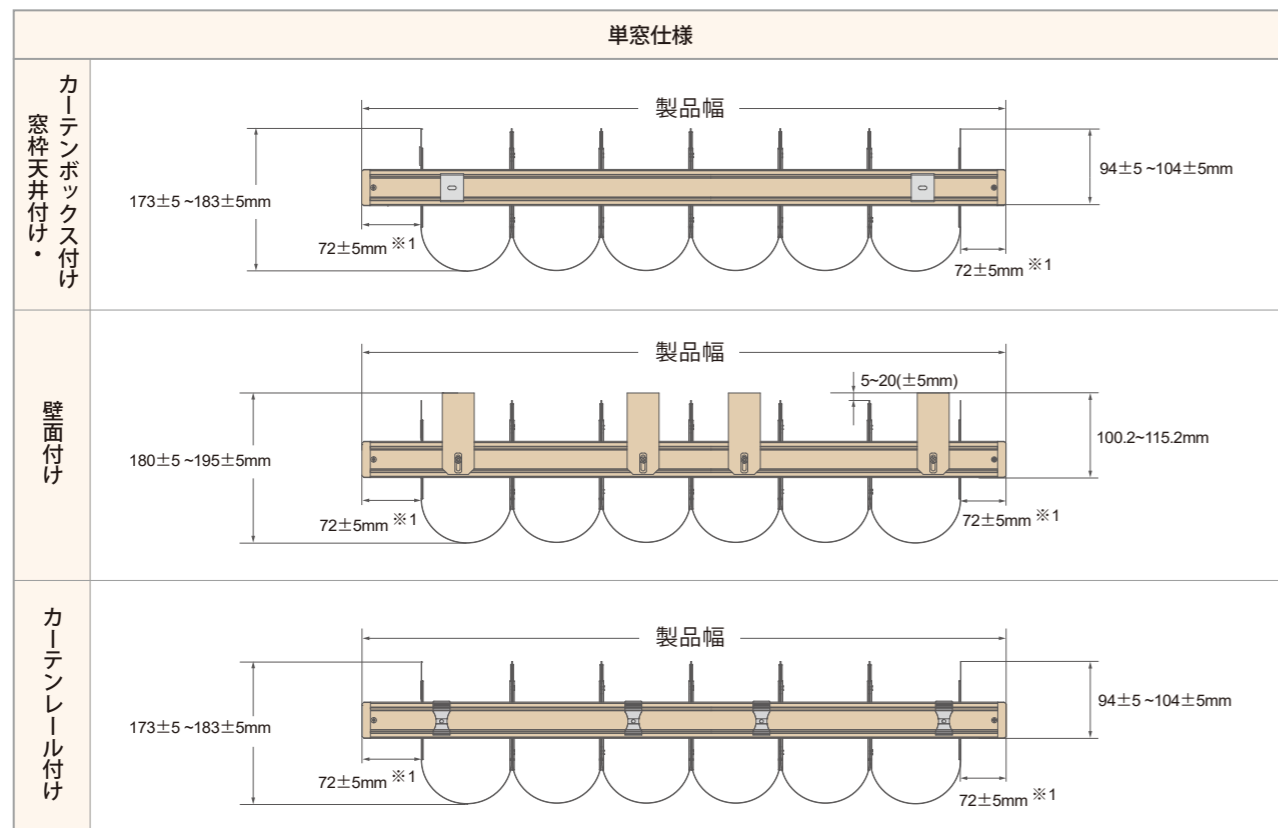 単窓仕様
カーテンボックス付け
窓枠天井付け・
製品幅
173±5 ~183±5mm
94±5 ~104±5mm
72±5mm ※1
72±5mm ※1
壁面付け
製品幅
5~20(±5mm)
180±5 ~195±5mm
100.2~115.2mm
72±5mm ※1
72±5mm ※1
カーテンレール付け
製品幅
173±5 ~183±5mm
94±5 ~104±5mm
72±5mm ※1
72±5mm ※1